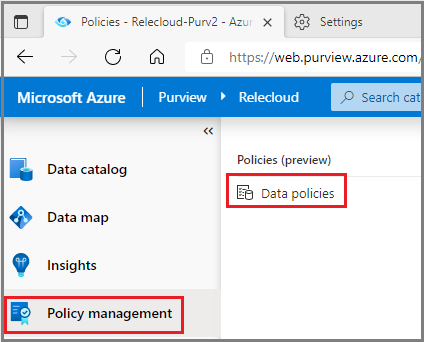 Policies - Relecloud-Purv2 - Azur
Settings
https://web.purview.azure.com/
Microsoft Azure Purview Relecloud
Search cat
Data catalog
Data map
Insights
Policy management
Policies (preview)
Data policies